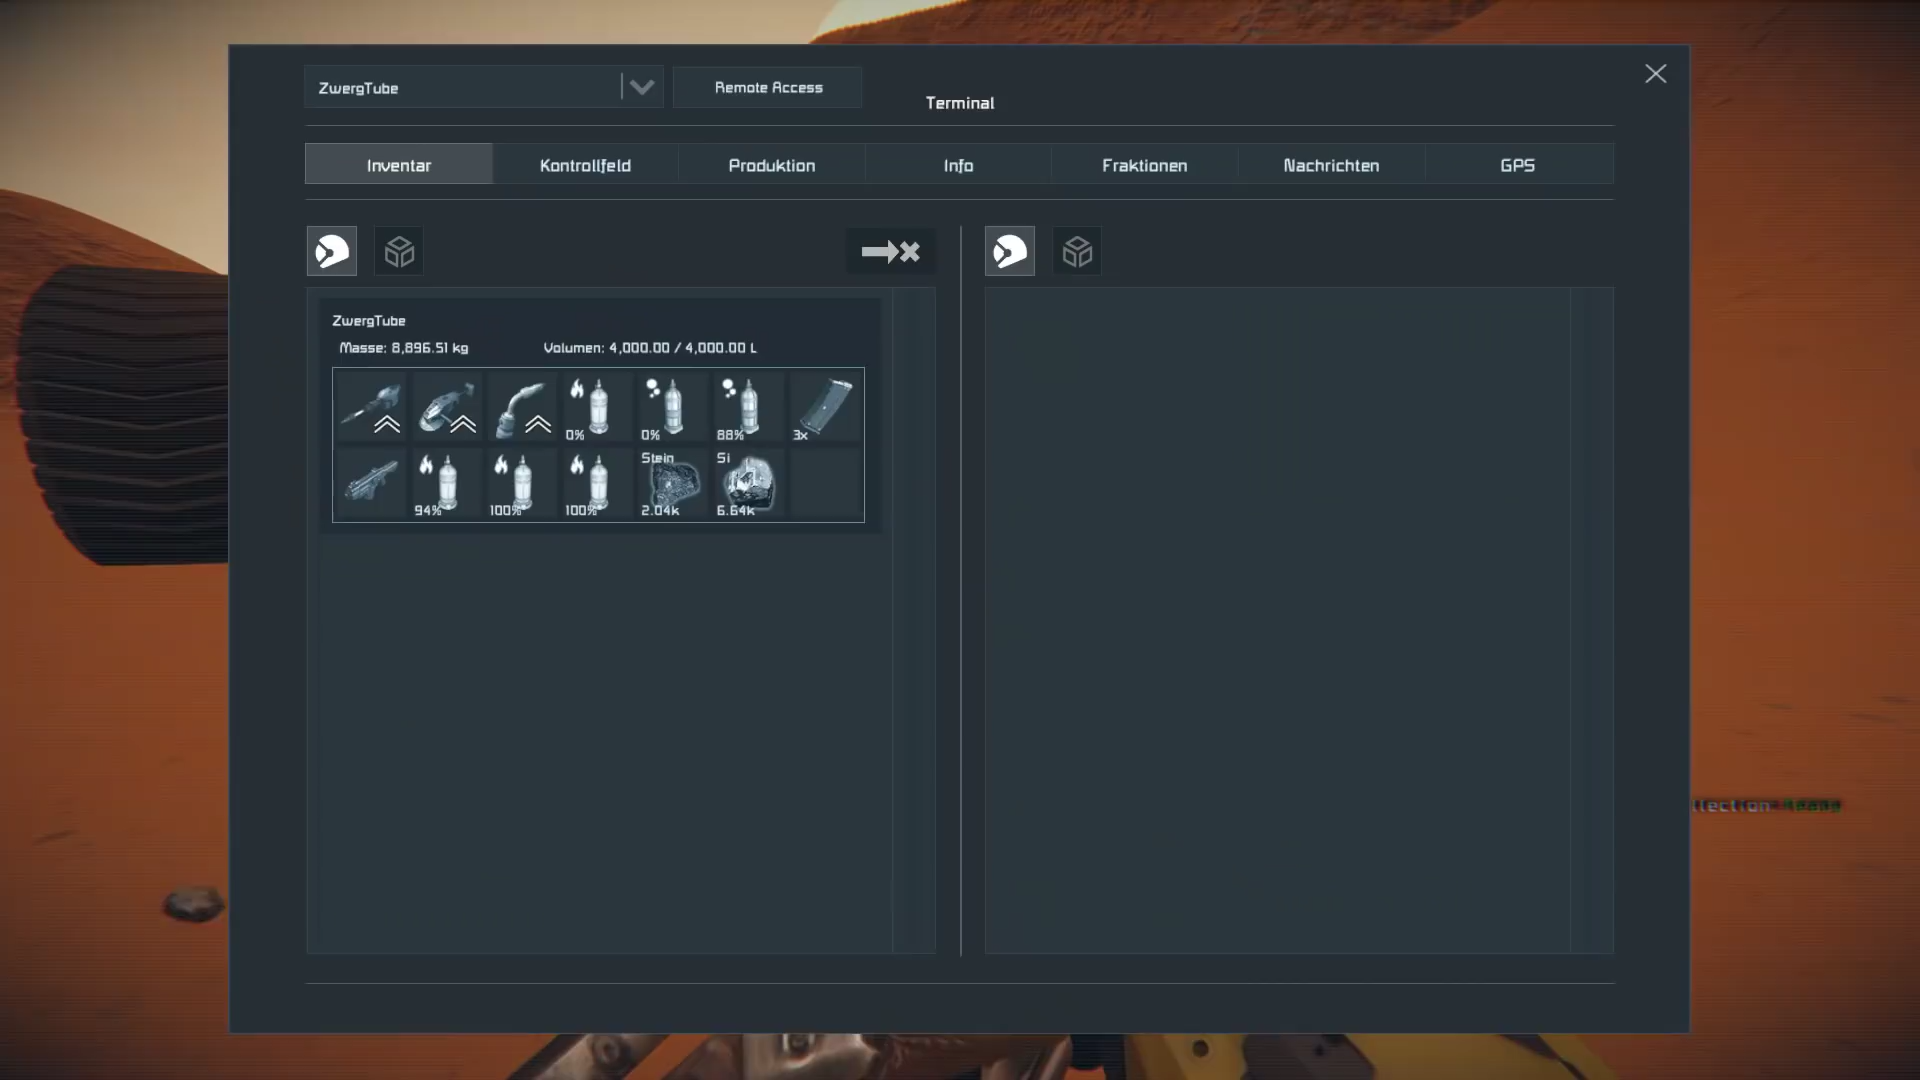 ZwergTube
Remote Access
Terminal
Inventar
Kontrollfeld
Produktion
Info
Fraktionen
Nachrichten
GPS
ZwergTube
Masse: 8,896.51 kg
Volumen: 4,000.00 / 4,000.00 L
0%
0%
88%
3x
94%
100%
100%
Stein
2.04k
Si
6.64k